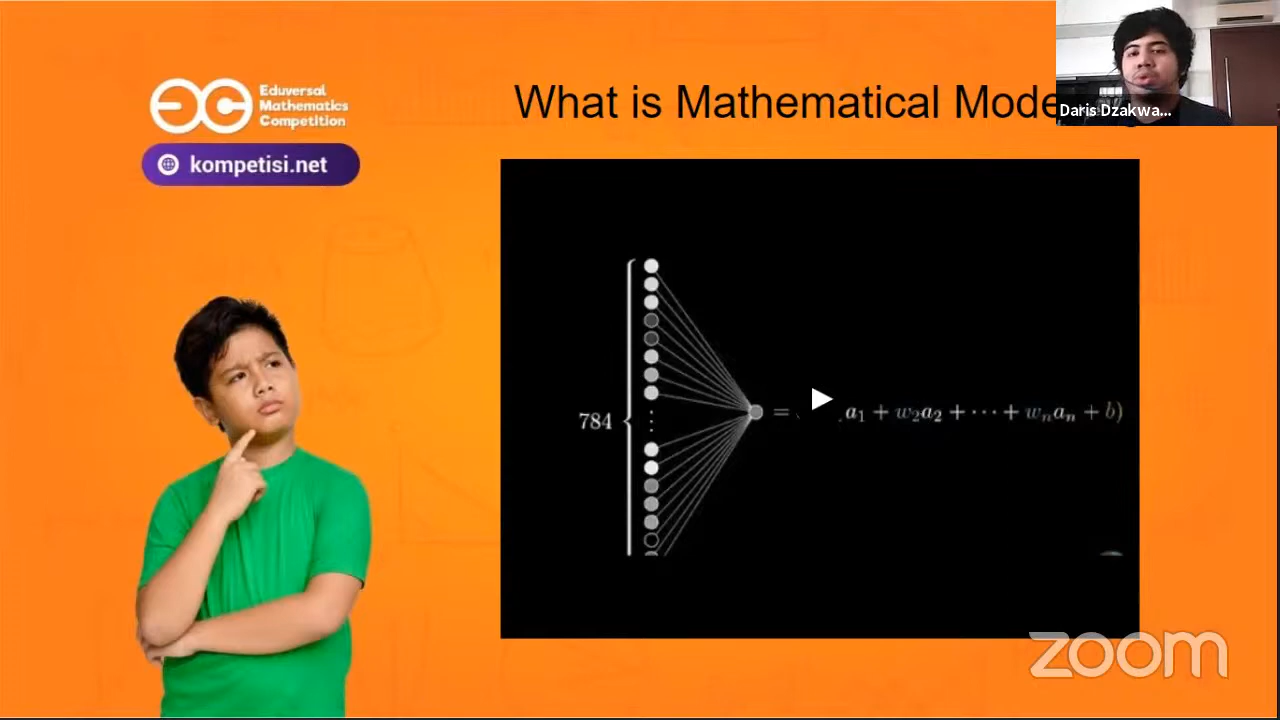 Eduversal
Mathematics
Competition
kompetisi.net
What is Mathematical Mode
Daris Dzakwa...
784
= a₁ + w₂a₂ + ⋯ + wₙaₙ + b)
zoom